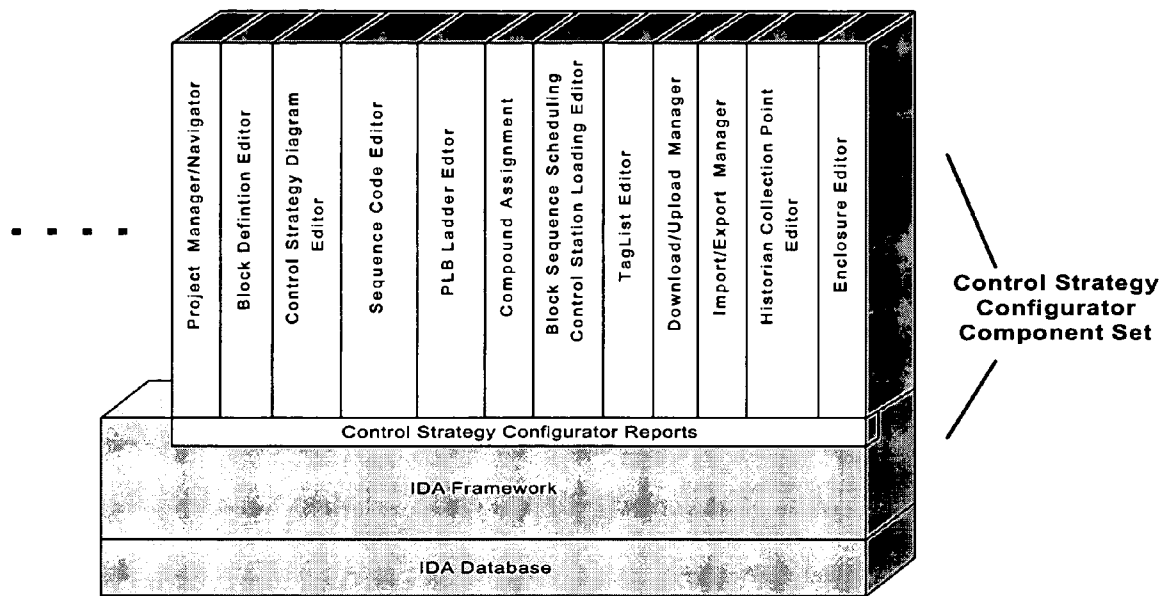 Project Manager/Navigator
Block Defintion Editor
Control Strategy Diagram
Editor
Sequence Code Editor
PLB Ladder Edtor
Compound Assignment
Block Sequence Scheduling
Control Station Loading Editor
TagList Editor
Download/Upload Manager
Import/Export Manager
Historian Collection Point
Editor
Enclosure Editor
Control Strategy
Configurator
Component Set
Control Strategy Configurator Reports
IDA Framework
IDA Database